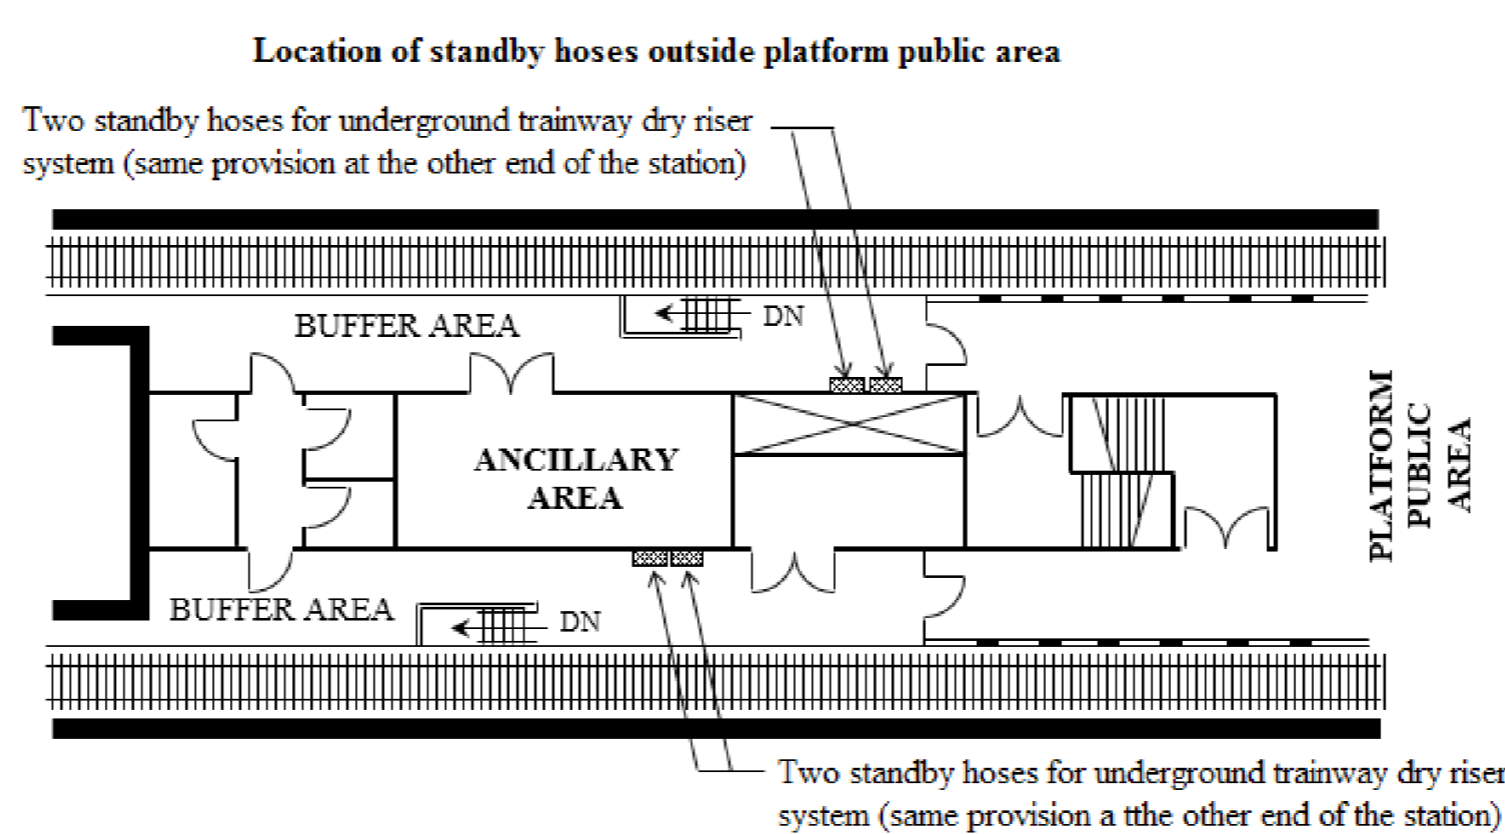 Location of standby hoses outside platform public area
Two standby hoses for underground trainway dry riser
system (same provision at the other end of the station)
DN
BUFFER AREA
ANCILLARY
AREA
PLATFORM
PUBLIC
AREA
BUFFER AREA
DN
Two standby hoses for underground trainway dry riser
system (same provision a tthe other end of the station)